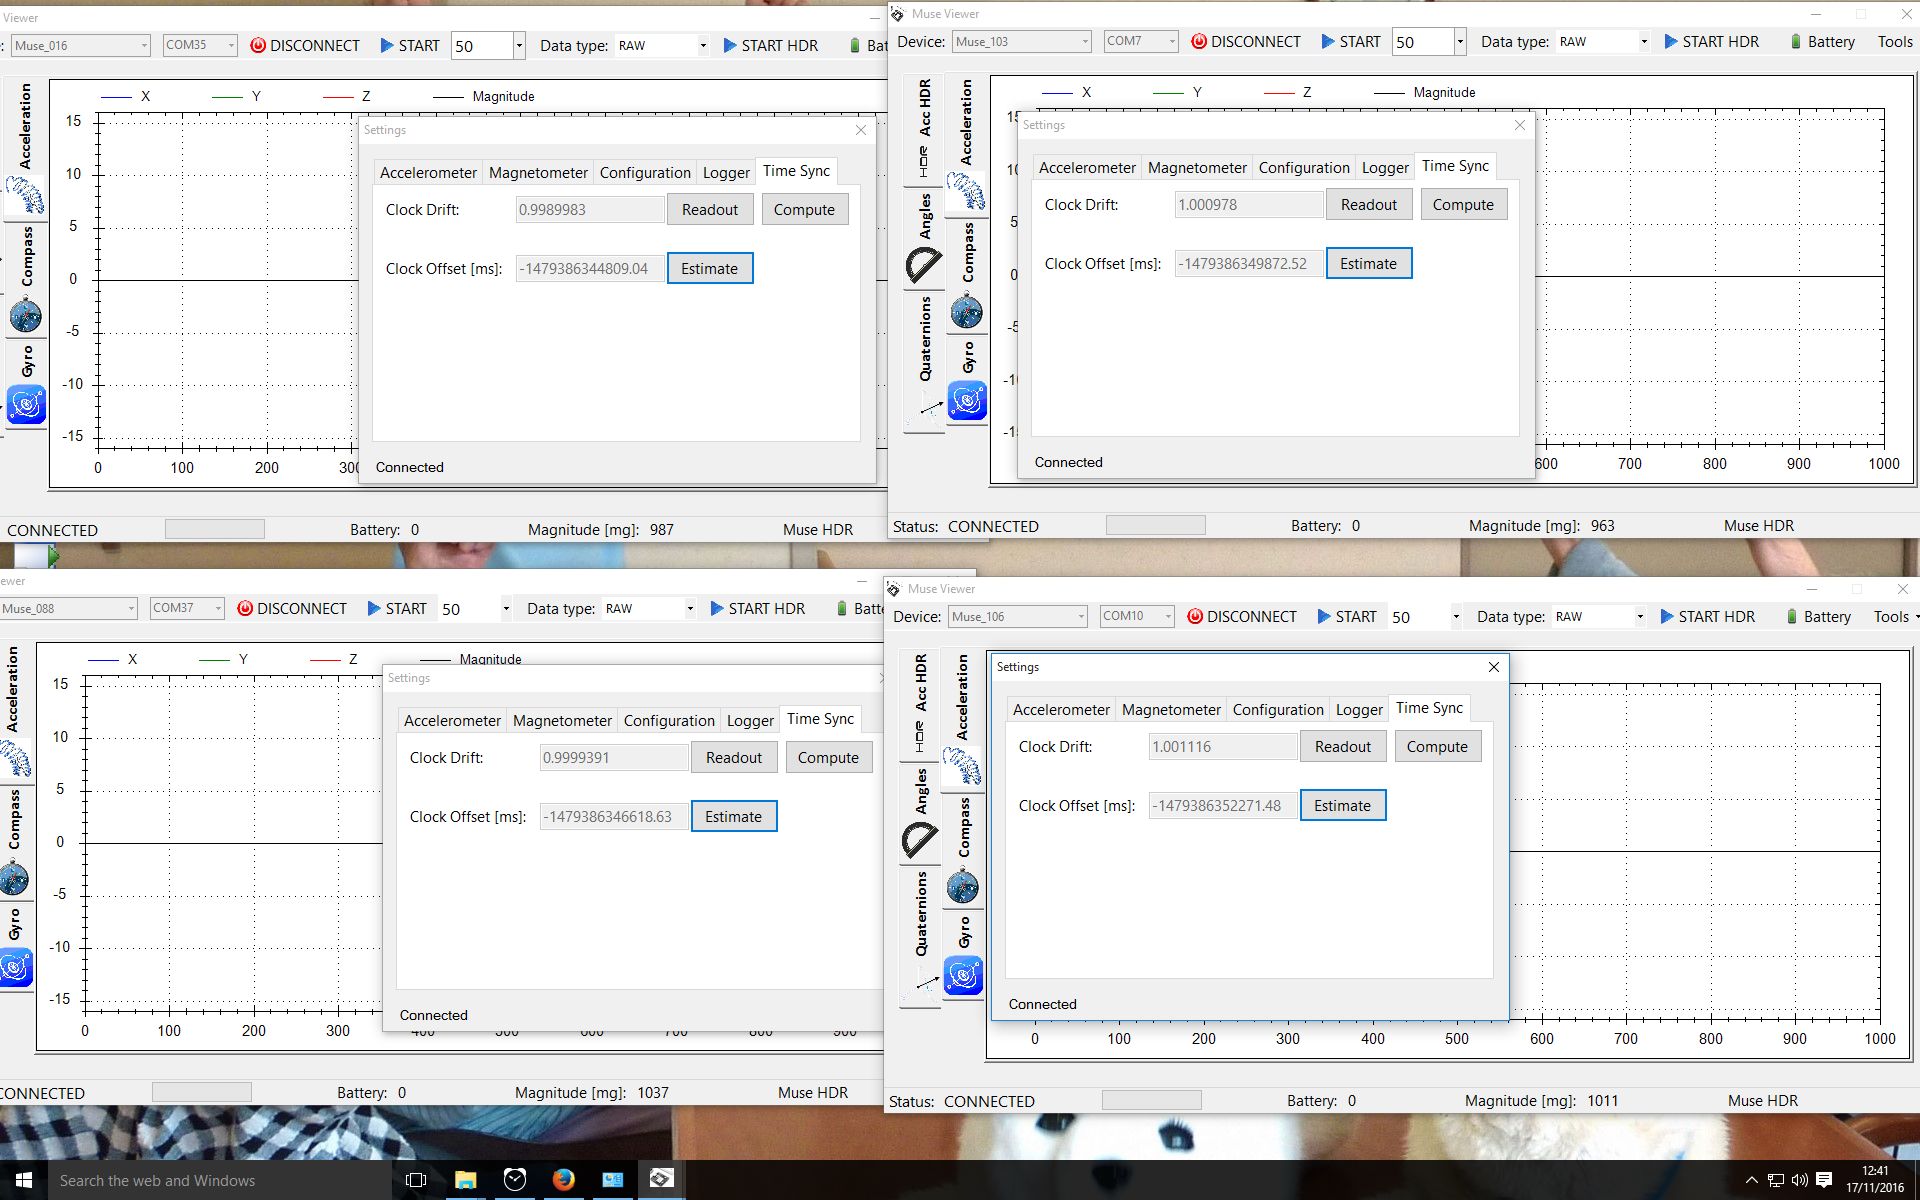 Viewer
Muse_016 COM35 DISCONNECT START 50 Data type: RAW START HDR Bat
Acceleration
Compass
Gyro
X Y Z Magnitude
15
10
5
0
-5
-10
-15
0 100 200 300
Settings
Accelerometer Magnetometer Configuration Logger Time Sync
Clock Drift: 0.9989983 Readout Compute
Clock Offset [ms]: -1479386344809.04 Estimate
Connected
CONNECTED Battery: 0 Magnitude [mg]: 987 Muse HDR
Muse Viewer
Device: Muse_103 COM7 DISCONNECT START 50 Data type: RAW START HDR Battery Tools
HDR Acc HDR
Angles
Quaternions
Acceleration
Compass
Gyro
X Y Z Magnitude
15
10
5
0
-5
-10
-15
600 700 800 900 1000
Settings
Accelerometer Magnetometer Configuration Logger Time Sync
Clock Drift: 1.000978 Readout Compute
Clock Offset [ms]: -1479386349872.52 Estimate
Connected
Status: CONNECTED Battery: 0 Magnitude [mg]: 963 Muse HDR
ewer
Muse_088 COM37 DISCONNECT START 50 Data type: RAW START HDR Batte
Acceleration
Compass
Gyro
X Y Z Magnitude
15
10
5
0
-5
-10
-15
0 100 200 300 400 500 600 700 800 900
Settings
Accelerometer Magnetometer Configuration Logger Time Sync
Clock Drift: 0.9999391 Readout Compute
Clock Offset [ms]: -1479386346618.63 Estimate
Connected
CONNECTED Battery: 0 Magnitude [mg]: 1037 Muse HDR
Muse Viewer
Device: Muse_106 COM10 DISCONNECT START 50 Data type: RAW START HDR Battery Tools
HDR Acc HDR
Angles
Quaternions
Acceleration
Compass
Gyro
Settings
Accelerometer Magnetometer Configuration Logger Time Sync
Clock Drift: 1.001116 Readout Compute
Clock Offset [ms]: -1479386352271.48 Estimate
Connected
0 100 200 300 400 500 600 700 800 900 1000
Status: CONNECTED Battery: 0 Magnitude [mg]: 1011 Muse HDR
Search the web and Windows
12:41
17/11/2016